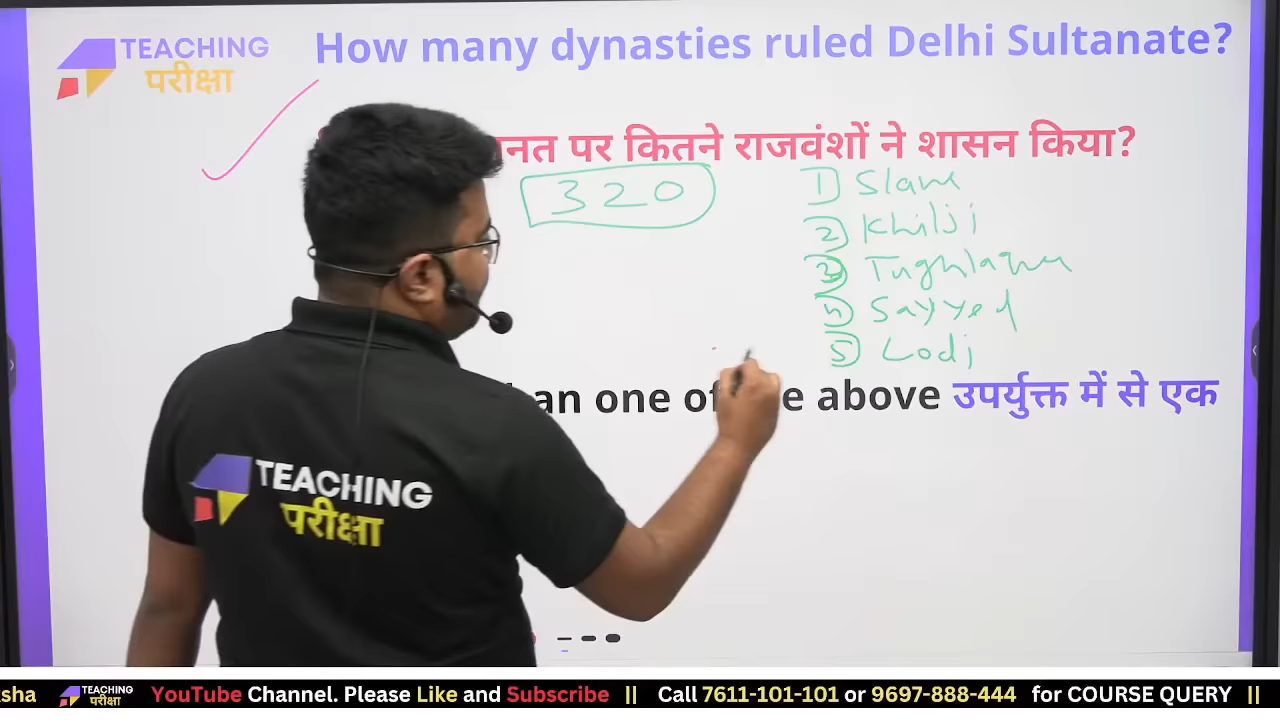 TEACHING
परीक्षा
How many dynasties ruled Delhi Sultanate?
नत पर कितने राजवंशों ने शासन किया?
320
1) Slave
2) Khilji
3) Tughlaque
4) Sayyed
5) Lodi
an one of e above उपर्युक्त में से एक
TEACHING
परीक्षा
sha TEACHING परीक्षा YouTube Channel. Please Like and Subscribe || Call 7611-101-101 or 9697-888-444 for COURSE QUERY ||